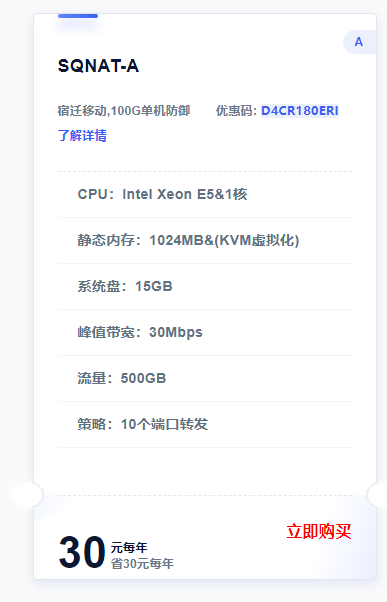 A
SQNAT-A
宿迁移动,100G单机防御 优惠码: D4CR180ERI
了解详情
CPU：Intel Xeon E5&1核
静态内存：1024MB&(KVM虚拟化)
系统盘：15GB
峰值带宽：30Mbps
流量：500GB
策略：10个端口转发
立即购买
30 元每年
省30元每年